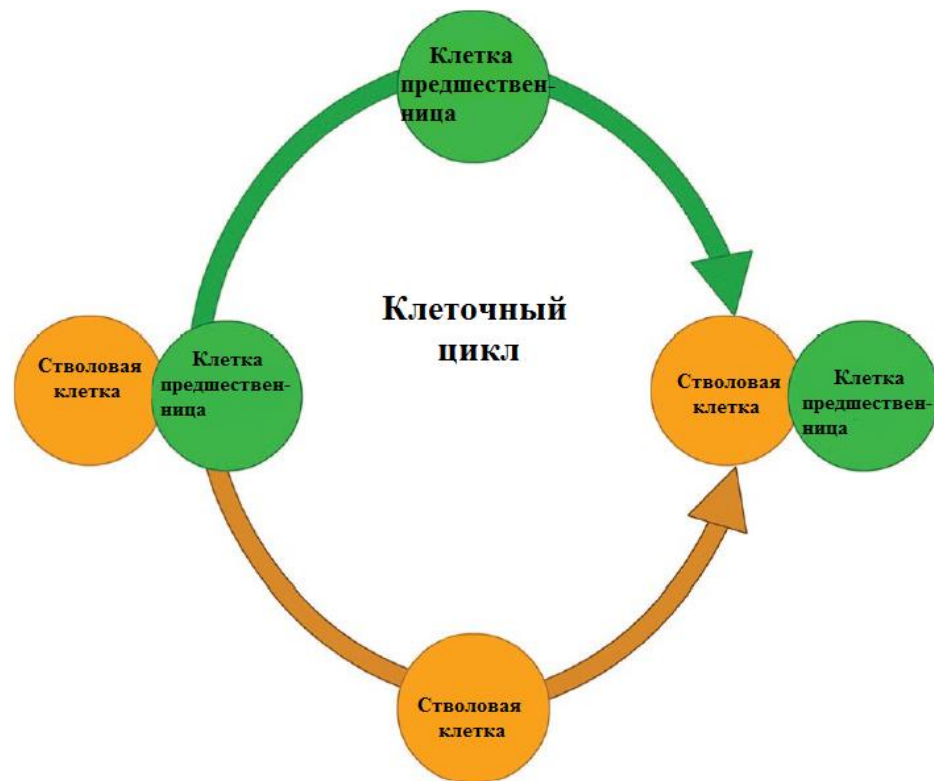 Клетка
предшествен-
ница
Клеточный
цикл
Стволовая
клетка
Клетка
предшествен-
ница
Стволовая
клетка
Клетка
предшествен-
ница
Стволовая
клетка